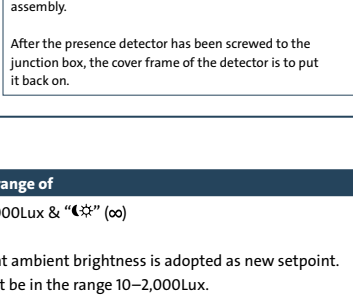 assembly.
After the presence detector has been screwed to the
junction box, the cover frame of the detector is to put
it back on.
ange of
00Lux & “☾☼” (∞)
t ambient brightness is adopted as new setpoint.
t be in the range 10–2,000Lux.